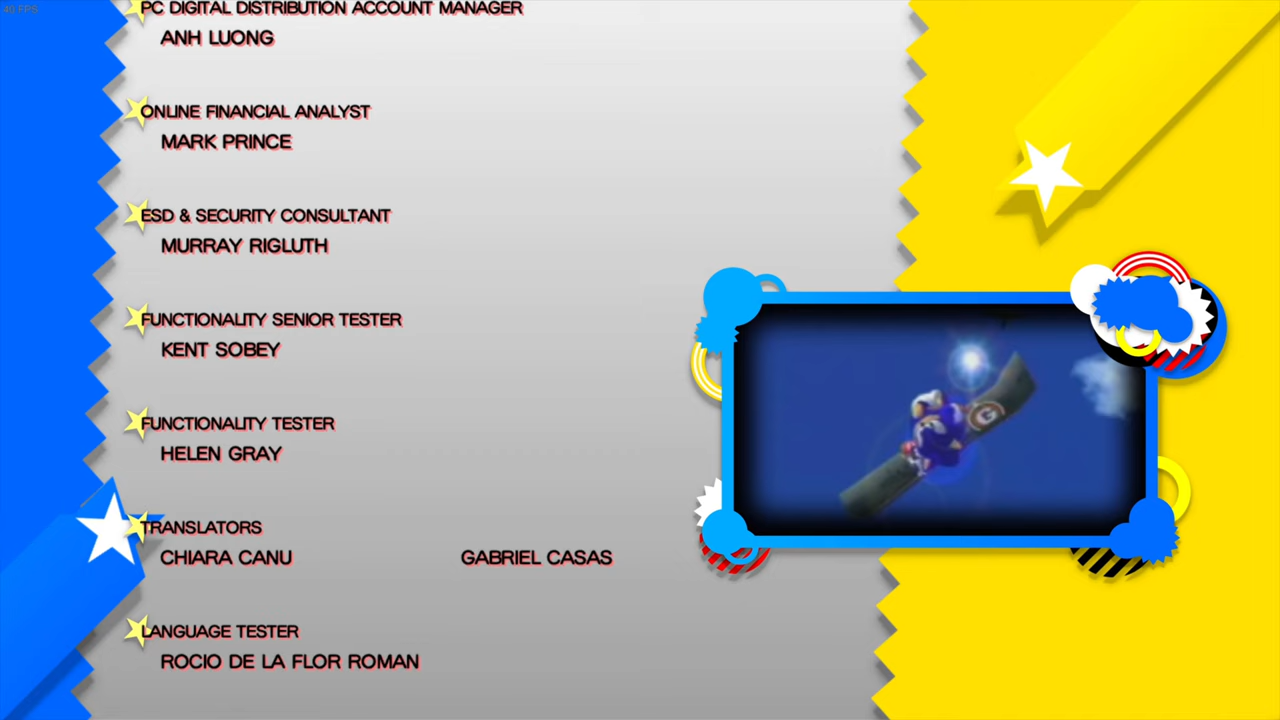 40 FPS
PC DIGITAL DISTRIBUTION ACCOUNT MANAGER
ANH LUONG
ONLINE FINANCIAL ANALYST
MARK PRINCE
ESD & SECURITY CONSULTANT
MURRAY RIGLUTH
FUNCTIONALITY SENIOR TESTER
KENT SOBEY
FUNCTIONALITY TESTER
HELEN GRAY
TRANSLATORS
CHIARA CANU GABRIEL CASAS
LANGUAGE TESTER
ROCIO DE LA FLOR ROMAN
G